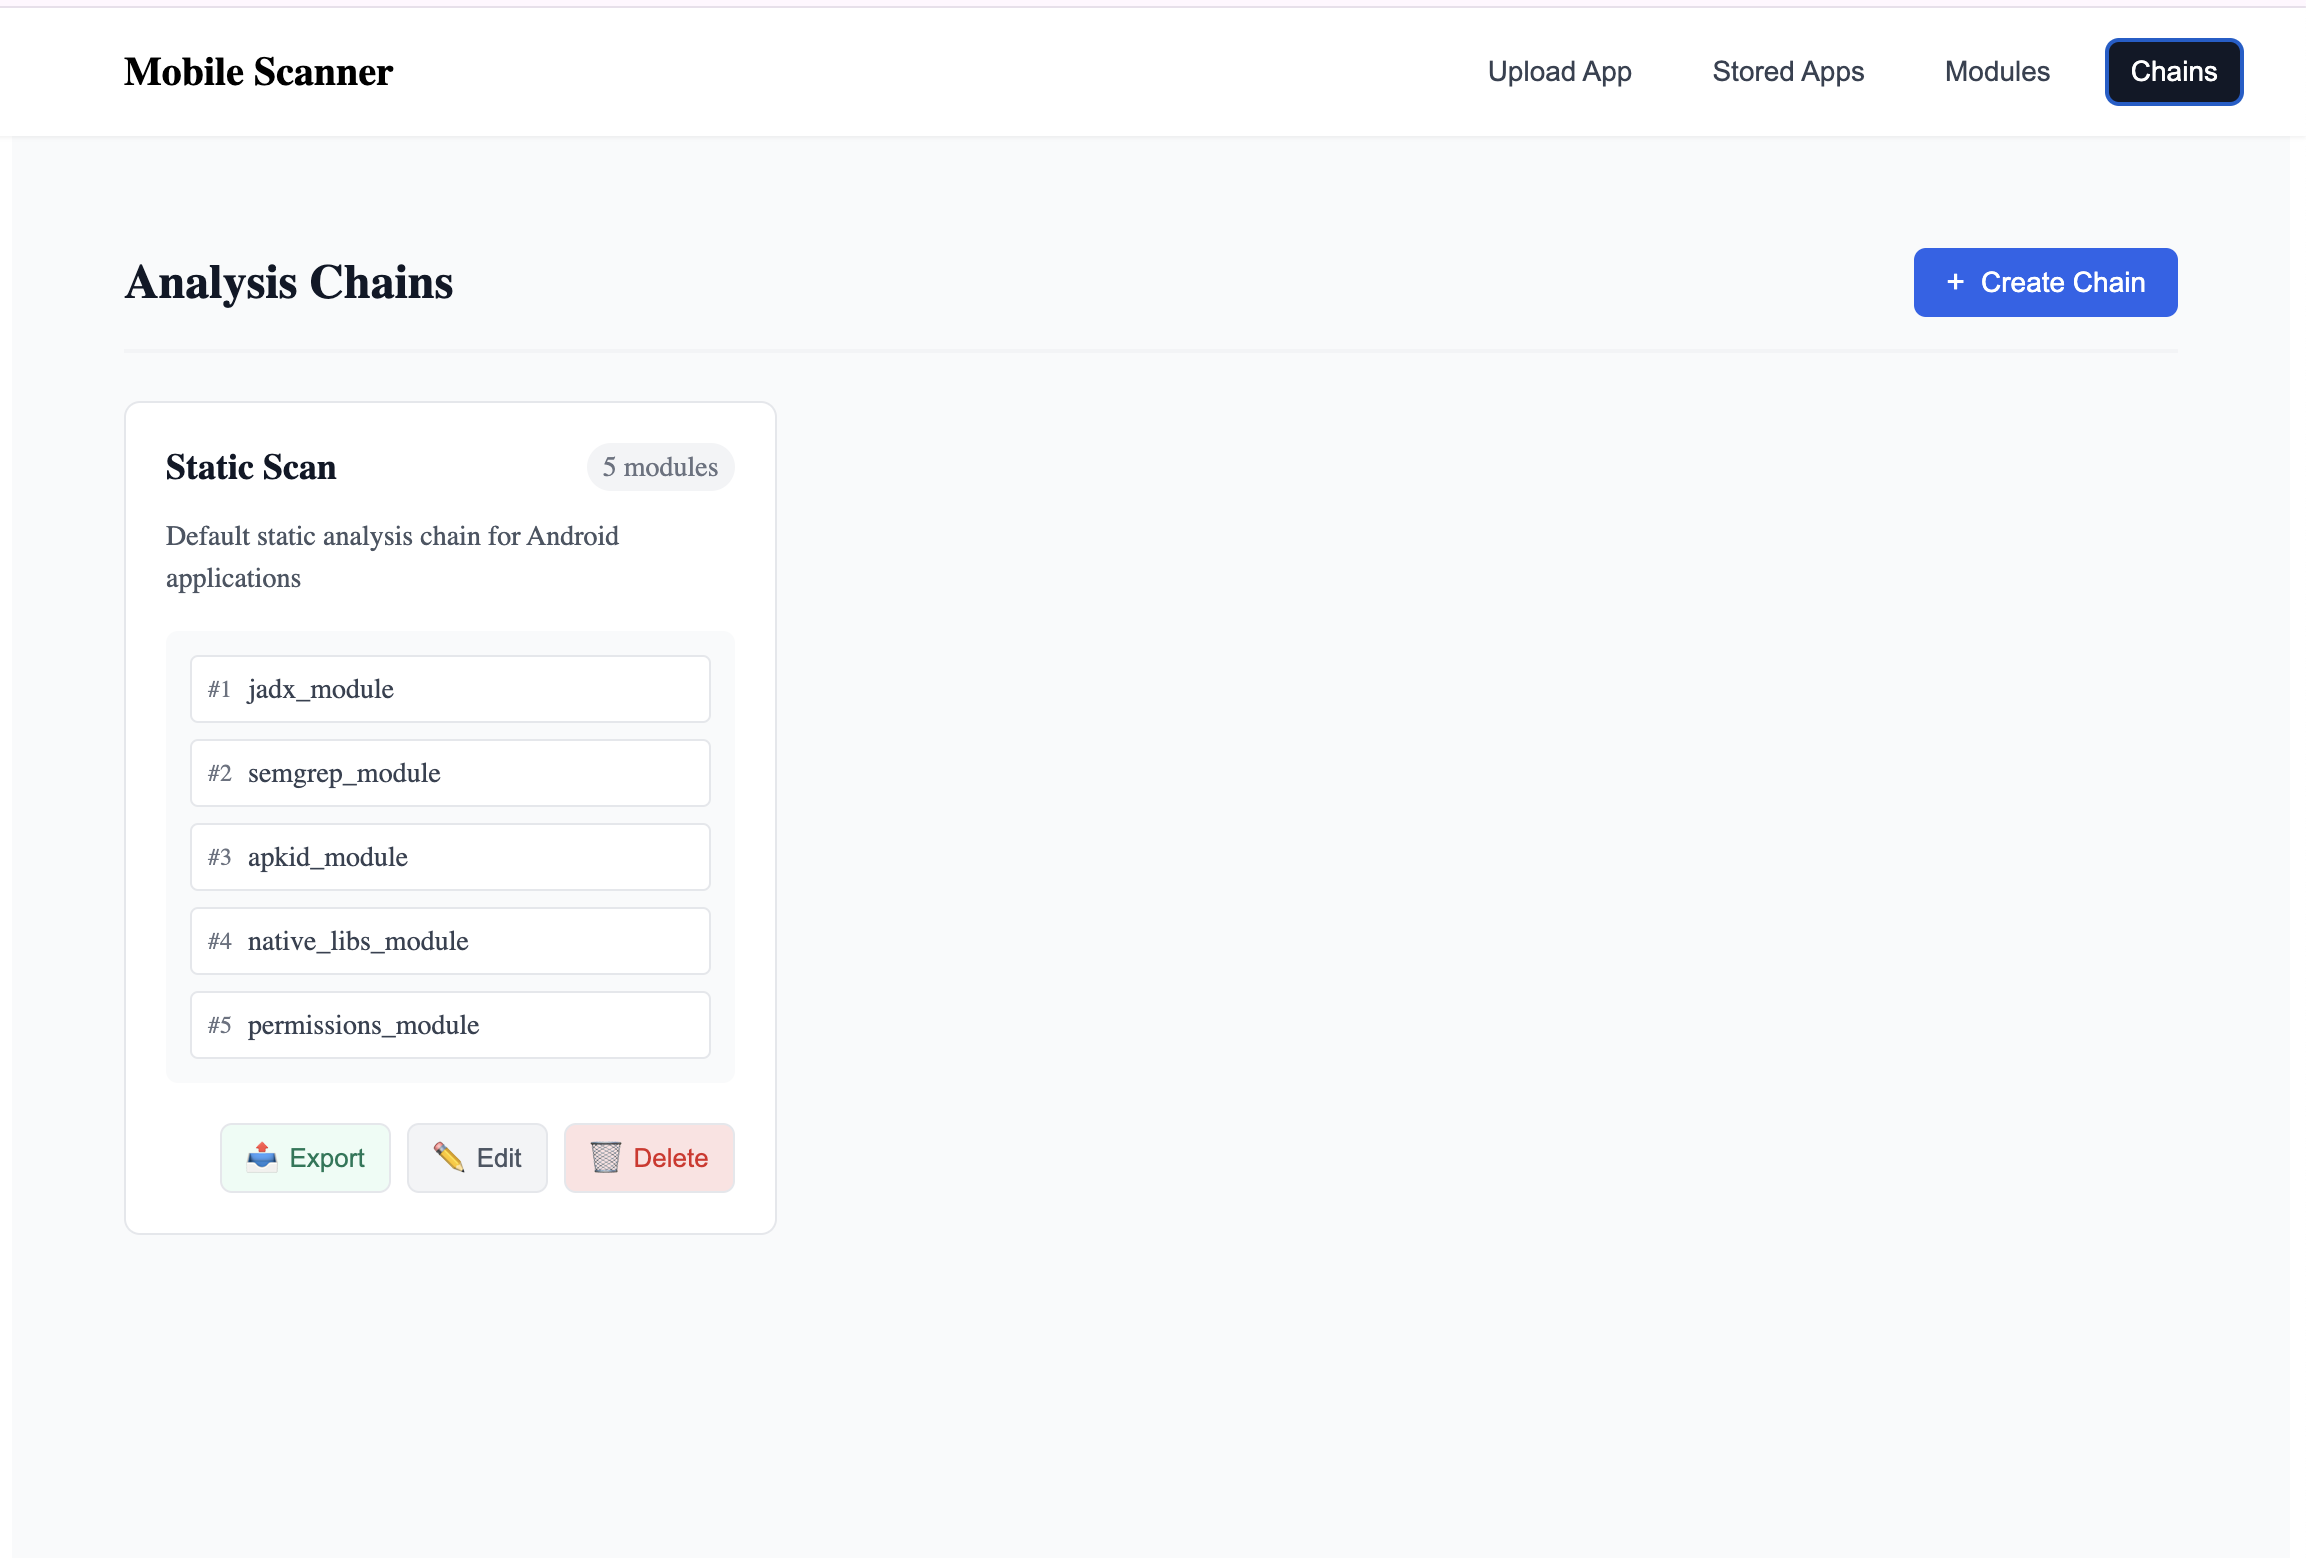 Mobile Scanner
Upload App
Stored Apps
Modules
Chains
Analysis Chains
+ Create Chain
Static Scan
5 modules
Default static analysis chain for Android
applications
#1 jadx_module
#2 semgrep_module
#3 apkid_module
#4 native_libs_module
#5 permissions_module
Export
Edit
Delete